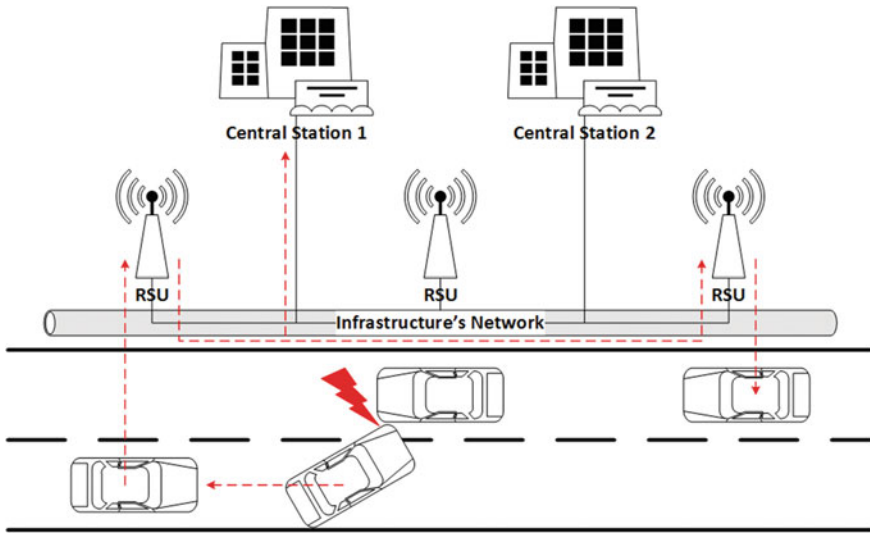 Central Station 1
Central Station 2
RSU
RSU
RSU
Infrastructure's Network